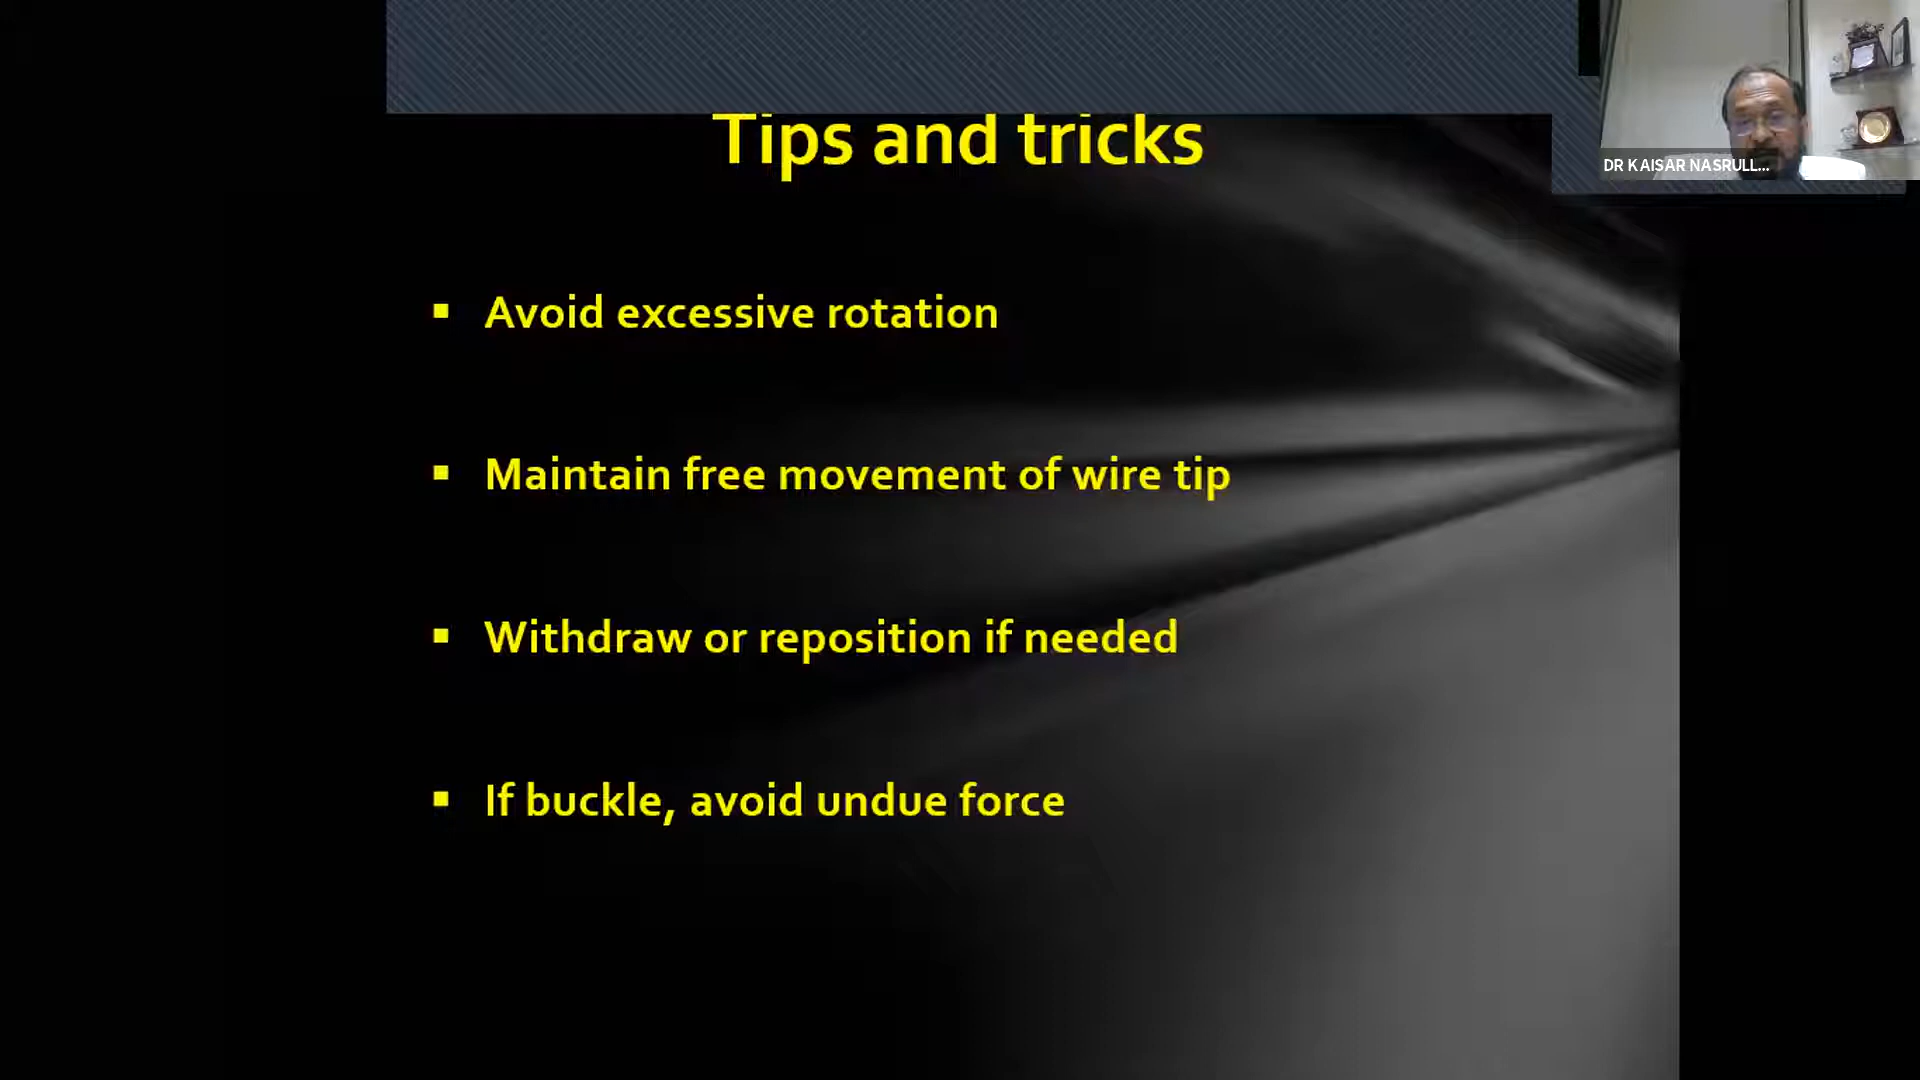 Tips and tricks
DR KAISAR NASRULL...
▪ Avoid excessive rotation
▪ Maintain free movement of wire tip
▪ Withdraw or reposition if needed
▪ If buckle, avoid undue force